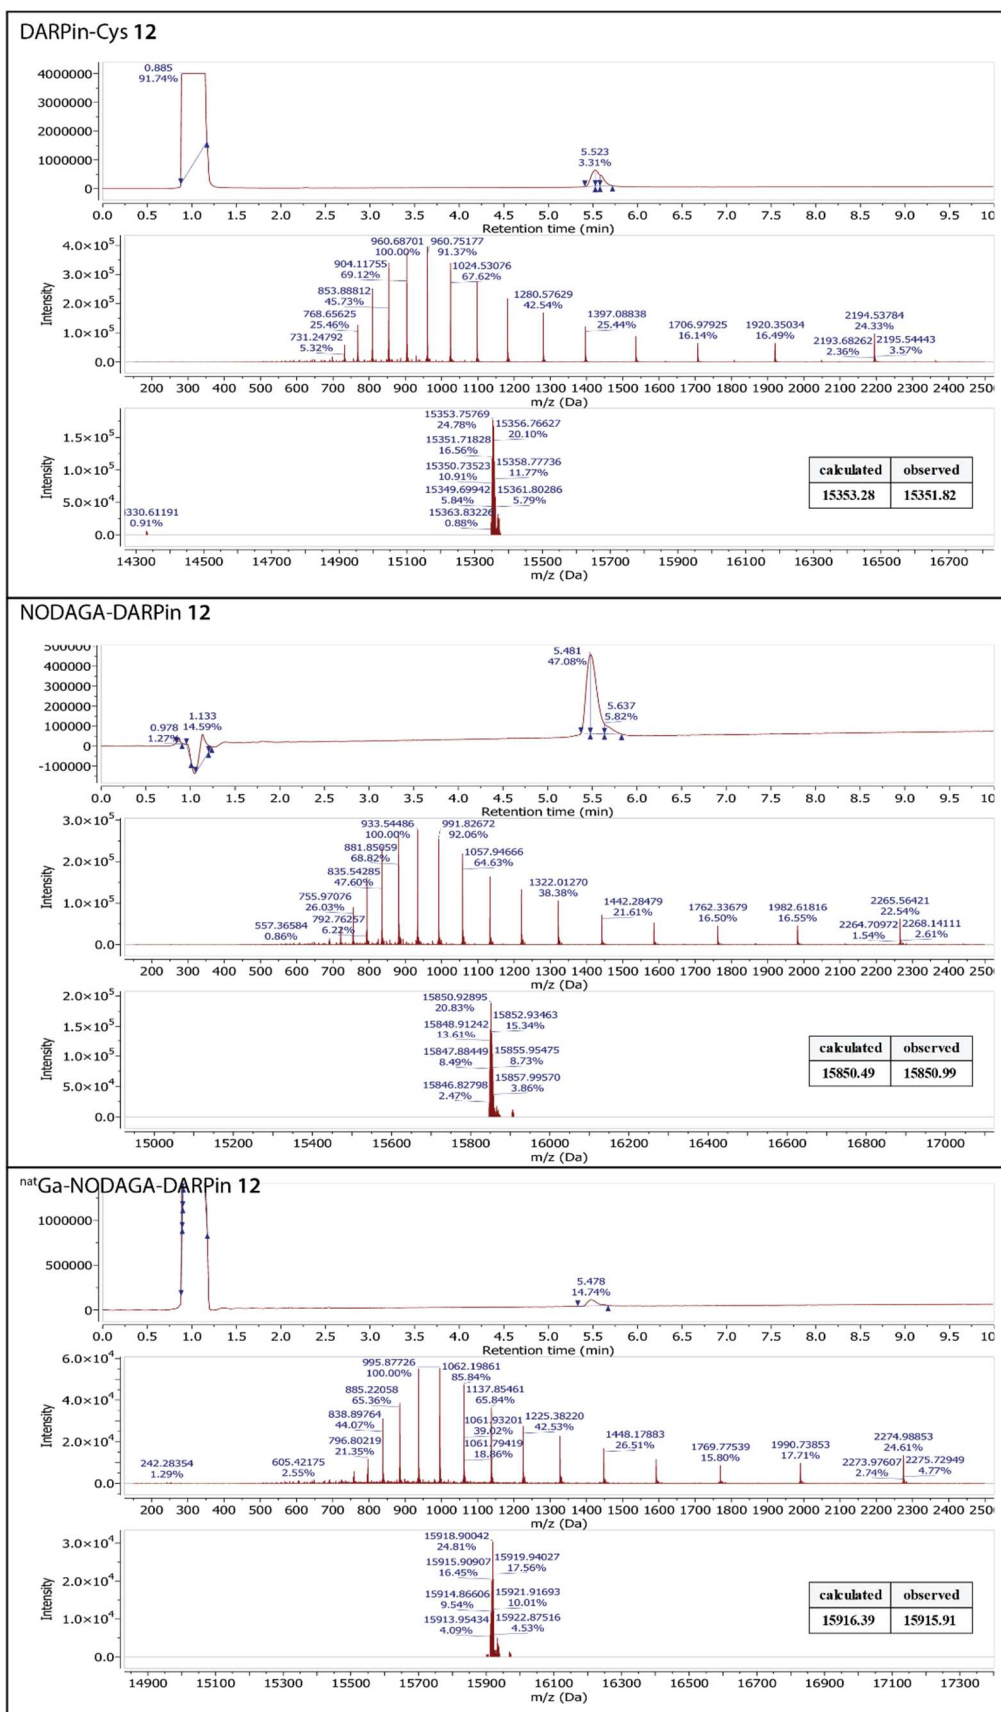 DARPin-Cys 12
0.885
91.74%
5.523
3.31%
4000000
3000000
2000000
1000000
0
0.0 0.5 1.0 1.5 2.0 2.5 3.0 3.5 4.0 4.5 5.0 5.5 6.0 6.5 7.0 7.5 8.0 8.5 9.0 9.5 10
Retention time (min)
960.68701 960.75177
100.00% 91.37%
904.11755 1024.53076
69.12% 67.62%
853.88812 1280.57629
45.73% 42.54%
768.65625 1397.08838 1706.97925 1920.35034 2194.53784
25.46% 25.44% 16.14% 16.49% 24.33%
731.24792 2193.68262 2195.54443
5.32% 2.36% 3.57%
Intensity
4.0×10⁵
3.0×10⁵
2.0×10⁵
1.0×10⁵
0.0
200 300 400 500 600 700 800 900 1000 1100 1200 1300 1400 1500 1600 1700 1800 1900 2000 2100 2200 2300 2400 250
m/z (Da)
15353.75769 15356.76627
24.78% 20.10%
15351.71828 15358.77736
16.56% 11.77%
15350.73523 15361.80286
10.91% 5.79%
15349.69942
5.84%
15363.83226
0.88%
330.61191
0.91%
Intensity
1.5×10⁵
1.0×10⁵
5.0×10⁴
0.0
14300 14500 14700 14900 15100 15300 15500 15700 15900 16100 16300 16500 16700
m/z (Da)
calculated observed
15353.28 15351.82
NODAGA-DARPin 12
5.481
47.08%
5.637
5.82%
0.978 1.133
1.27% 14.59%
500000
400000
300000
200000
100000
0
-100000
0.0 0.5 1.0 1.5 2.0 2.5 3.0 3.5 4.0 4.5 5.0 5.5 6.0 6.5 7.0 7.5 8.0 8.5 9.0 9.5 10
Retention time (min)
933.54486 991.82672
100.00% 92.06%
881.85059 1057.94666
68.82% 64.63%
835.54285 1322.01270
47.60% 38.38%
755.97076 1442.28479 1762.33679 1982.61816 2265.56421
26.03% 21.61% 16.50% 16.55% 22.54%
557.36584 792.76257 2264.70972 2268.14111
0.86% 6.22% 1.54% 2.61%
Intensity
3.0×10⁵
2.0×10⁵
1.0×10⁵
0.0
200 300 400 500 600 700 800 900 1000 1100 1200 1300 1400 1500 1600 1700 1800 1900 2000 2100 2200 2300 2400 250
m/z (Da)
15850.92895 15852.93463
20.83% 15.34%
15848.91242 15855.95475
13.61% 8.73%
15847.88449 15857.99570
8.49% 3.86%
15846.82798
2.47%
Intensity
2.0×10⁵
1.5×10⁵
1.0×10⁵
5.0×10⁴
0.0
15000 15200 15400 15600 15800 16000 16200 16400 16600 16800 17000
m/z (Da)
calculated observed
15850.49 15850.99
ⁿᵃᵗGa-NODAGA-DARPin 12
5.478
14.74%
1000000
500000
0
0.0 0.5 1.0 1.5 2.0 2.5 3.0 3.5 4.0 4.5 5.0 5.5 6.0 6.5 7.0 7.5 8.0 8.5 9.0 9.5 10
Retention time (min)
995.87726 1062.19861
100.00% 85.84%
885.22058 1137.85461
65.36% 65.84%
838.89764 1061.93201 1225.38220
44.07% 39.02% 42.53%
796.80219 1061.79419 1448.17883 1769.77539 1990.73853 2274.98853
21.35% 18.86% 26.51% 15.80% 17.71% 24.61%
242.28354 605.42175 2273.97607 2275.72949
1.29% 2.55% 2.74% 4.77%
Intensity
6.0×10⁴
4.0×10⁴
2.0×10⁴
0.0
200 300 400 500 600 700 800 900 1000 1100 1200 1300 1400 1500 1600 1700 1800 1900 2000 2100 2200 2300 2400 250
m/z (Da)
15918.90042 15919.94027
24.81% 17.56%
15915.90907 15921.91693
16.45% 10.01%
15914.86606 15922.87516
9.54% 4.53%
15913.95434
4.09%
Intensity
3.0×10⁴
2.0×10⁴
1.0×10⁴
0.0
14900 15100 15300 15500 15700 15900 16100 16300 16500 16700 16900 17100 17300
m/z (Da)
calculated observed
15916.39 15915.91